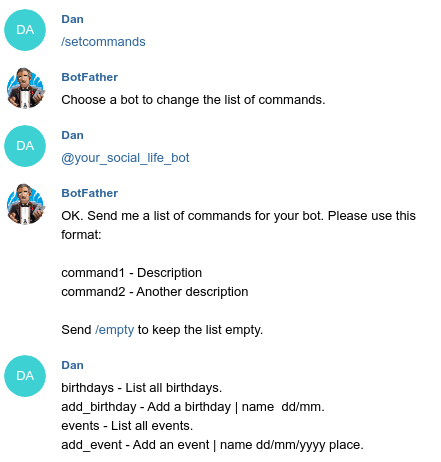 Dan
DA
/setcommands
BotFather
Choose a bot to change the list of commands.
Dan
DA
@your_social_life_bot
BotFather
OK. Send me a list of commands for your bot. Please use this
format:
command1 - Description
command2 - Another description
Send /empty to keep the list empty.
Dan
DA
birthdays - List all birthdays.
add_birthday - Add a birthday | name  dd/mm.
events - List all events.
add_event - Add an event | name dd/mm/yyyy place.